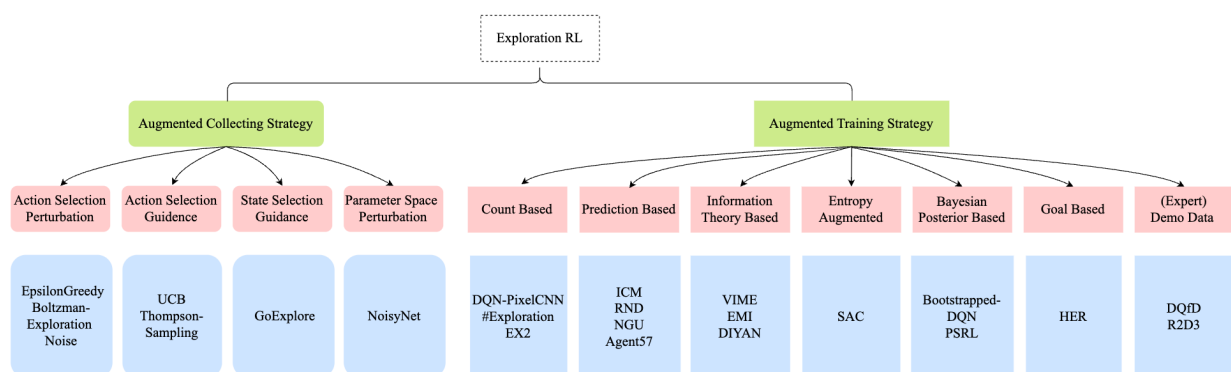 Exploration RL
Augmented Collecting Strategy
Augmented Training Strategy
Action Selection
Perturbation
Action Selection
Guidence
State Selection
Guidance
Parameter Space
Perturbation
Count Based
Prediction Based
Information
Theory Based
Entropy
Augmented
Bayesian
Posterior Based
Goal Based
(Expert)
Demo Data
EpsilonGreedy
Boltzman-
Exploration
Noise
UCB
Thompson-
Sampling
GoExplore
NoisyNet
DQN-PixelCNN
#Exploration
EX2
ICM
RND
NGU
Agent57
VIME
EMI
DIYAN
SAC
Bootstrapped-
DQN
PSRL
HER
DQfD
R2D3